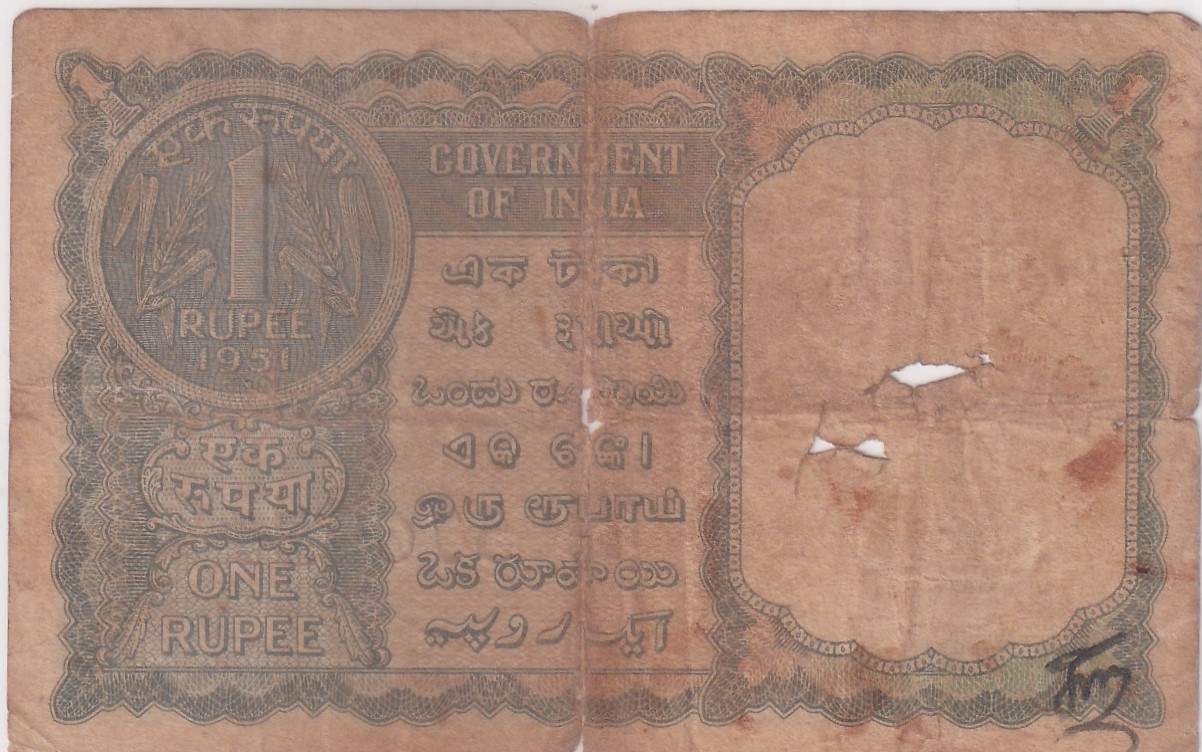 एक रुपया
1
RUPEE
1951
एक
रुपया
ONE
RUPEE
GOVERNMENT
OF INDIA
এক টাকা
એક રૂપીઓ
ಒಂದು ರೂಪಾಯಿ
ଏକ ଟଙ୍କା
ஒரு ரூபாய்
ఒక రూపాయి
ایک روپیہ